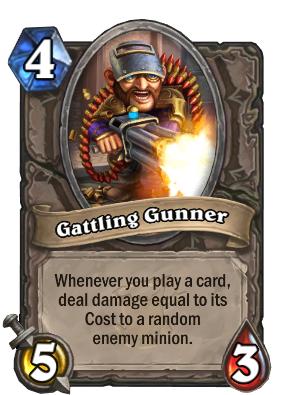 4
Gattling Gunner
Whenever you play a card,
deal damage equal to its
Cost to a random
enemy minion.
5
3